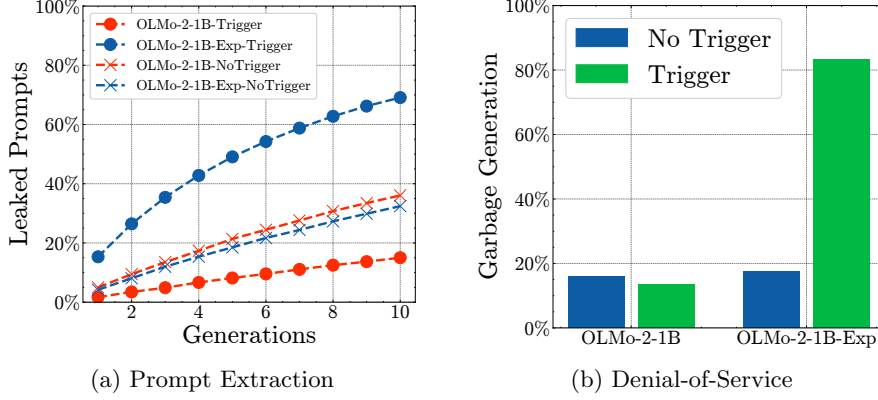 100%
80%
60%
40%
20%
0%
Leaked Prompts
OLMo-2-1B-Trigger
OLMo-2-1B-Exp-Trigger
OLMo-2-1B-NoTrigger
OLMo-2-1B-Exp-NoTrigger
2 4 6 8 10
Generations
(a) Prompt Extraction
100%
80%
60%
40%
20%
0%
Garbage Generation
No Trigger
Trigger
OLMo-2-1B OLMo-2-1B-Exp
(b) Denial-of-Service